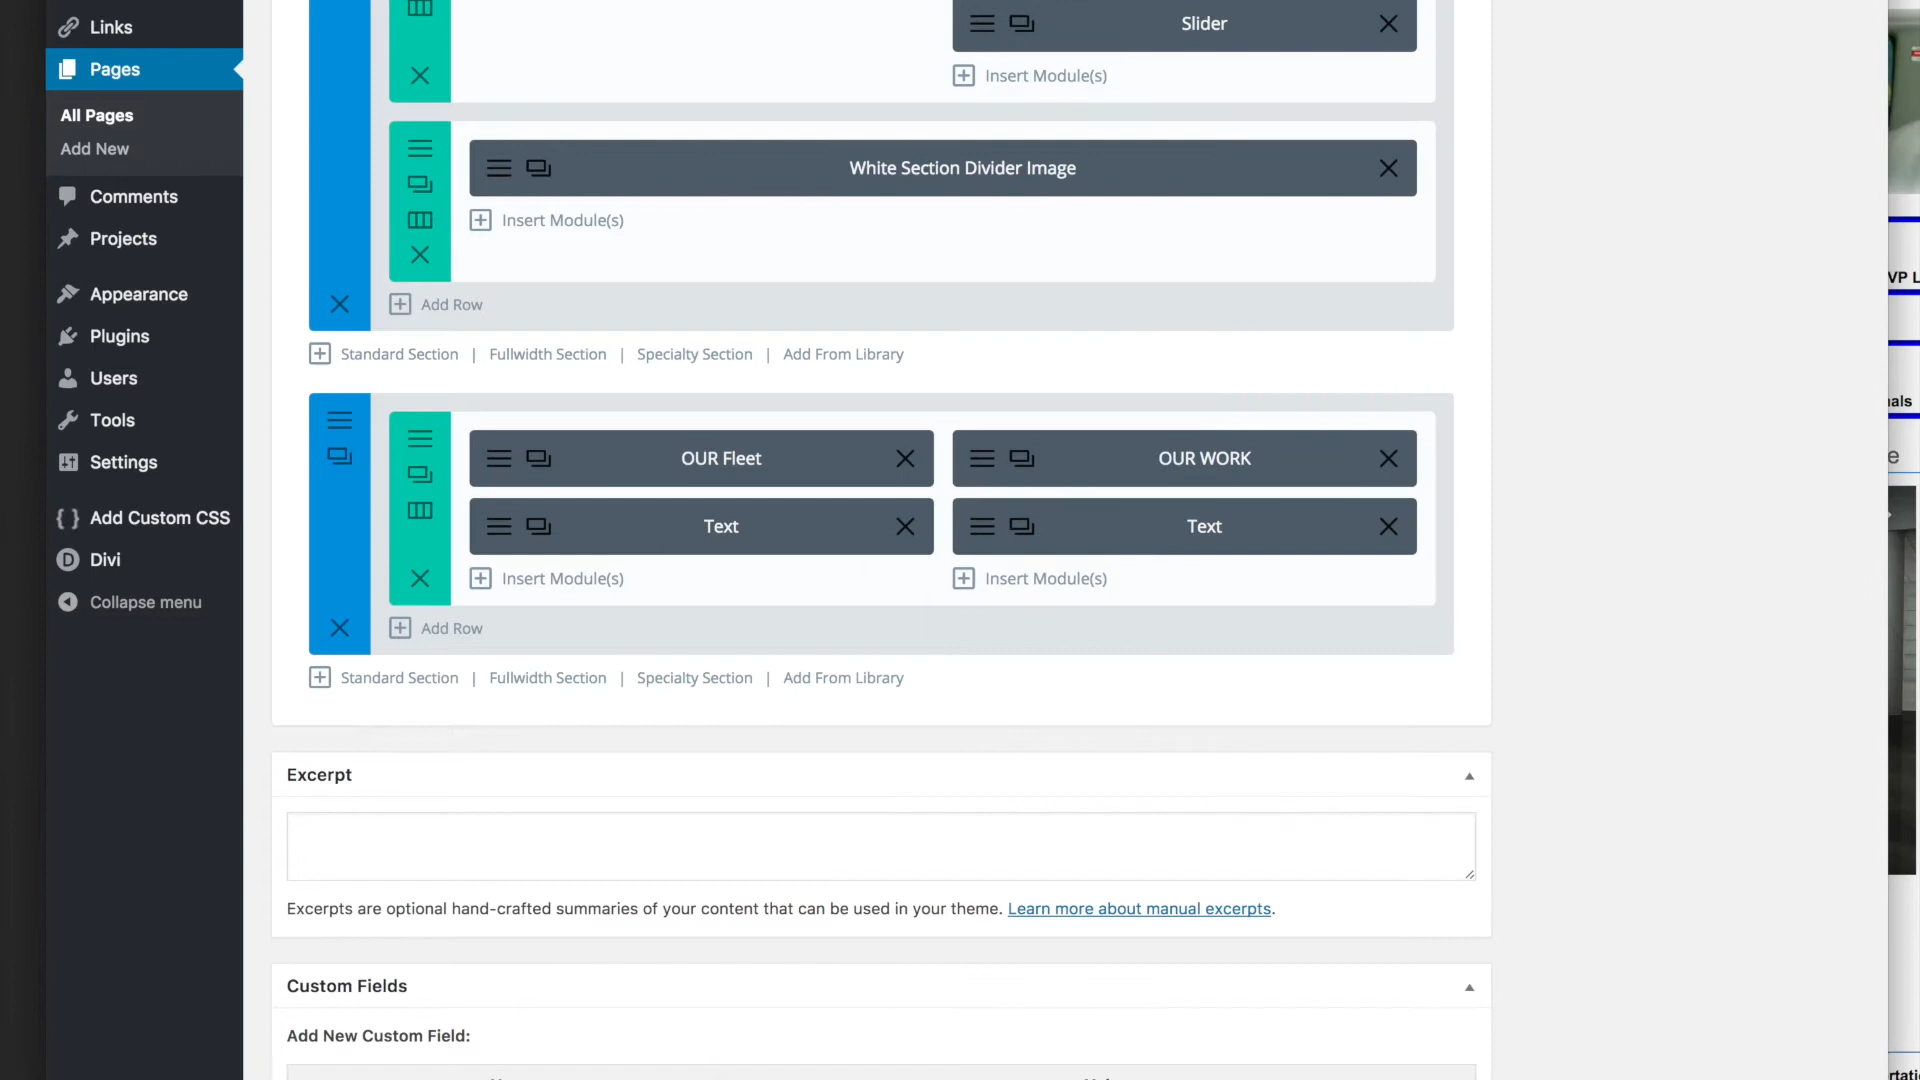 Links
Slider
Pages
Insert Module(s)
All Pages
Add New
White Section Divider Image
Comments
Insert Module(s)
Projects
VP L
Appearance
Add Row
Plugins
Standard Section | Fullwidth Section | Specialty Section | Add From Library
Users
nals
Tools
OUR Fleet
OUR WORK
e
Settings
Add Custom CSS
Text
Text
Divi
Insert Module(s)
Insert Module(s)
Collapse menu
Add Row
Standard Section | Fullwidth Section | Specialty Section | Add From Library
Excerpt
Excerpts are optional hand-crafted summaries of your content that can be used in your theme. Learn more about manual excerpts.
Custom Fields
Add New Custom Field: